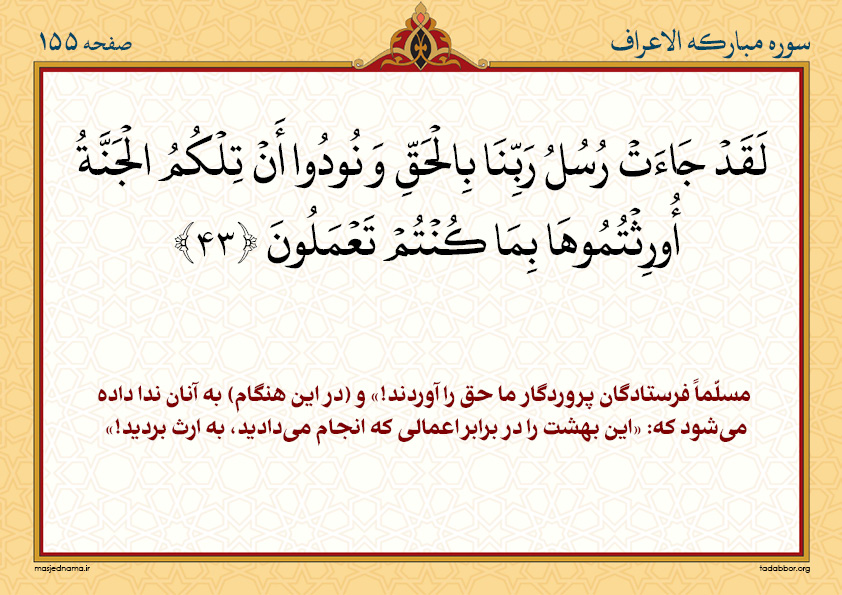 سوره مبارکه الاعراف
صفحه ۱۵۵
لَقَدْ جَاءَتْ رُسُلُ رَبِّنَا بِالْحَقِّ وَ نُودُوا أَنْ تِلْكُمُ الْجَنَّةُ
أُورِثْتُمُوهَا بِمَا كُنْتُمْ تَعْمَلُونَ ﴿۴۳﴾
مسلّماً فرستادگان پروردگار ما حق را آوردند!» و (در این هنگام) به آنان ندا داده
می‌شود که: «این بهشت را در برابر اعمالی که انجام می‌دادید، به ارث بردید!»
masjednama.ir
tadabbor.org